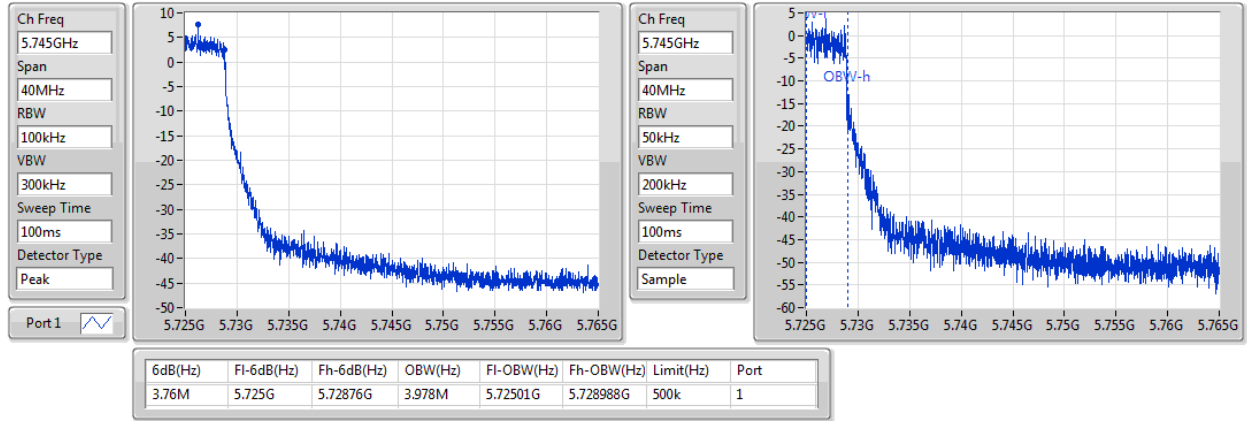 Ch Freq
5.745GHz
Span
40MHz
RBW
100kHz
VBW
300kHz
Sweep Time
100ms
Detector Type
Peak
Port 1
10
5
0
-5
-10
-15
-20
-25
-30
-35
-40
-45
-50
5.725G 5.73G 5.735G 5.74G 5.745G 5.75G 5.755G 5.76G 5.765G
Ch Freq
5.745GHz
Span
40MHz
RBW
50kHz
VBW
200kHz
Sweep Time
100ms
Detector Type
Sample
5
0
-5
-10
-15
-20
-25
-30
-35
-40
-45
-50
-55
-60
OBW-h
5.725G 5.73G 5.735G 5.74G 5.745G 5.75G 5.755G 5.76G 5.765G
6dB(Hz) Fl-6dB(Hz) Fh-6dB(Hz) OBW(Hz) Fl-OBW(Hz) Fh-OBW(Hz) Limit(Hz) Port
3.76M 5.725G 5.72876G 3.978M 5.72501G 5.728988G 500k 1